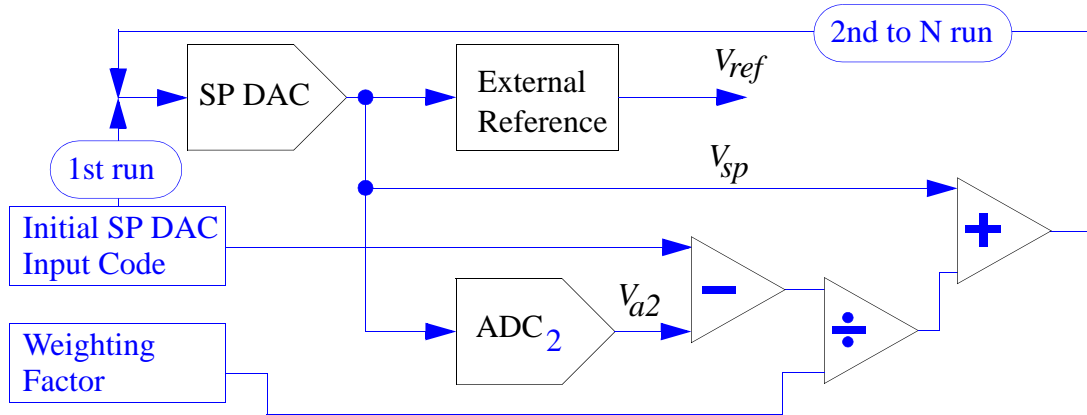 2nd to N run
SP DAC
External
Reference
Vref
1st run
Vsp
Initial SP DAC
Input Code
+
−
ADC2
Va2
÷
Weighting
Factor